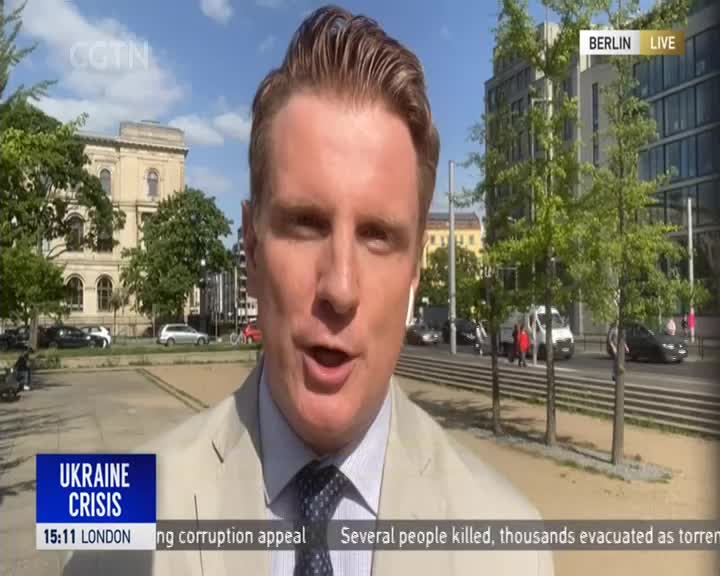 CGTN
BERLIN LIVE
UKRAINE
CRISIS
15:11 LONDON
ng corruption appeal Several people killed, thousands evacuated as torren